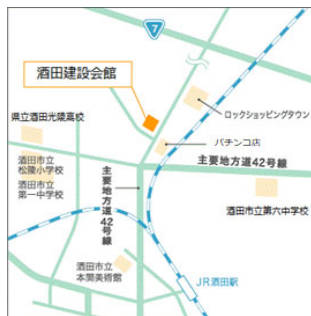 7
酒田建設会館
ロックショッピングタウン
県立酒田光陵高校
パチンコ店
主要地方道42号線
酒田市立
松陵小学校
酒田市立
第一中学校
主要地方道42号線
酒田市立第六中学校
酒田市立
本間美術館
JR酒田駅